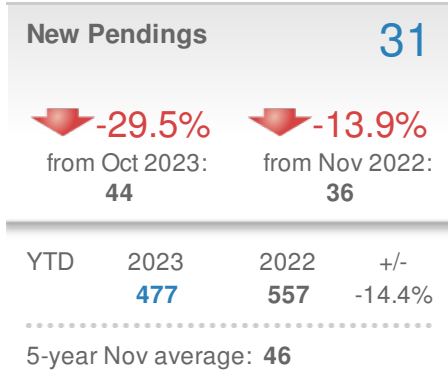 New Pendings 31
-29.5% -13.9%
from Oct 2023: from Nov 2022:
44 36
YTD 2023 2022 +/-
477 557 -14.4%
5-year Nov average: 46